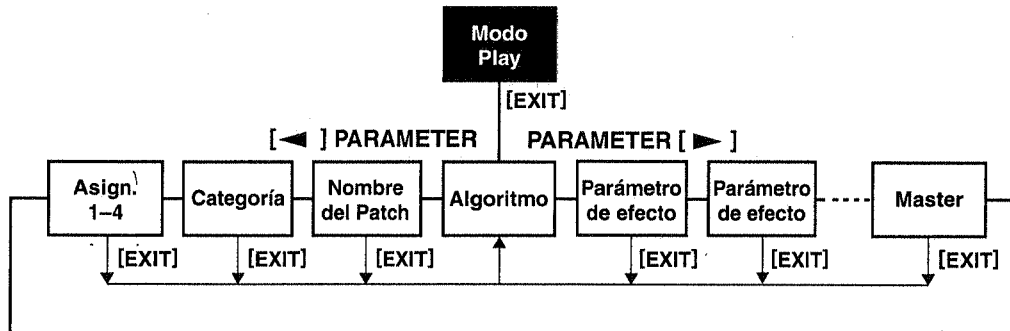 Modo
Play
[EXIT]
[◄ ] PARAMETER PARAMETER [ ►]
Asign.
1–4
Categoría
Nombre
del Patch
Algoritmo
Parámetro
de efecto
Parámetro
de efecto
Master
[EXIT]
[EXIT]
[EXIT]
[EXIT]
[EXIT]
[EXIT]